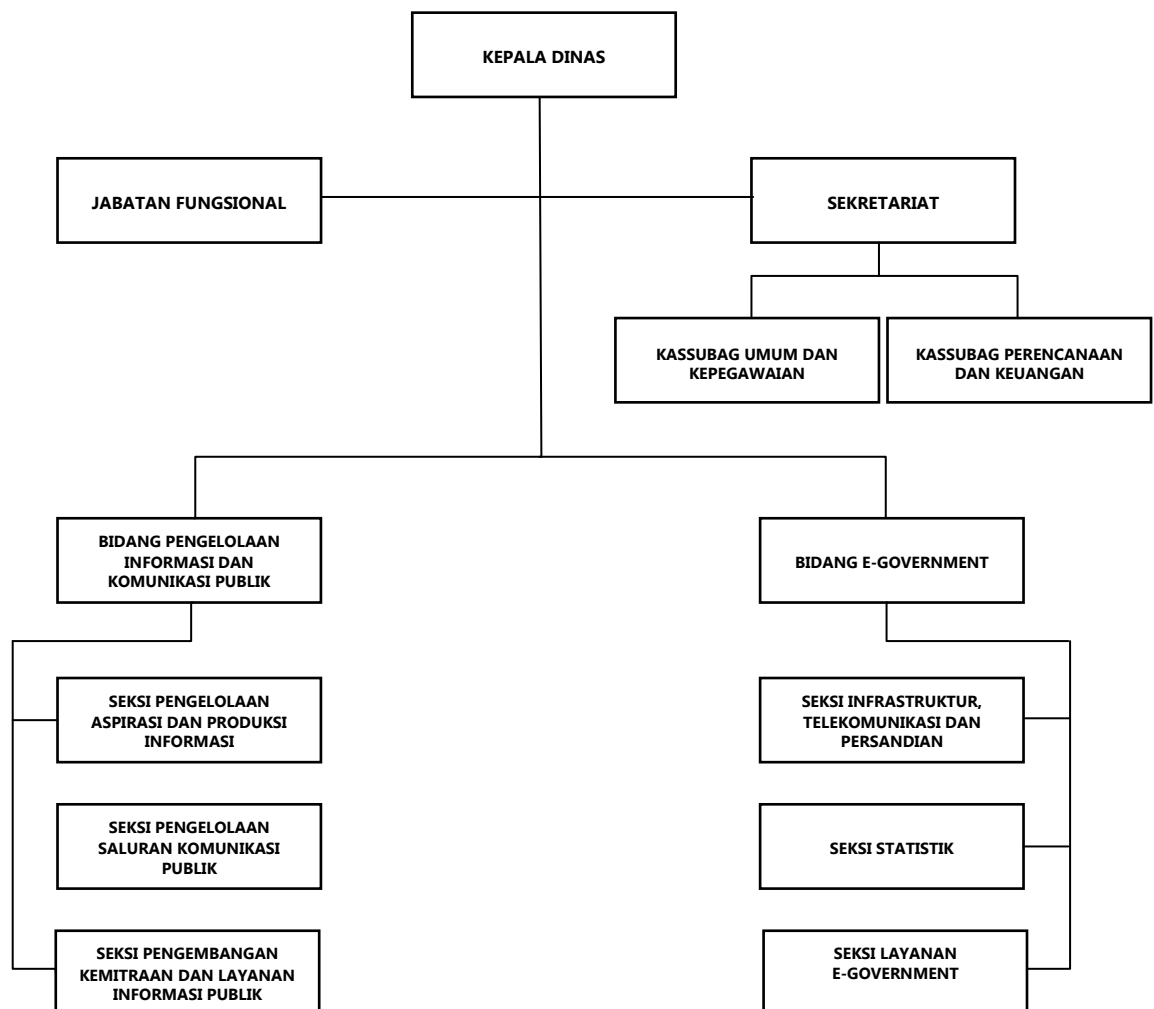 KEPALA DINAS
JABATAN FUNGSIONAL
SEKRETARIAT
KASSUBAG UMUM DAN
KEPEGAWAIAN
KASSUBAG PERENCANAAN
DAN KEUANGAN
BIDANG PENGELOLAAN
INFORMASI DAN
KOMUNIKASI PUBLIK
BIDANG E-GOVERNMENT
SEKSI PENGELOLAAN
ASPIRASI DAN PRODUKSI
INFORMASI
SEKSI INFRASTRUKTUR,
TELEKOMUNIKASI DAN
PERSANDIAN
SEKSI PENGELOLAAN
SALURAN KOMUNIKASI
PUBLIK
SEKSI STATISTIK
SEKSI PENGEMBANGAN
KEMITRAAN DAN LAYANAN
INFORMASI PUBLIK
SEKSI LAYANAN
E-GOVERNMENT